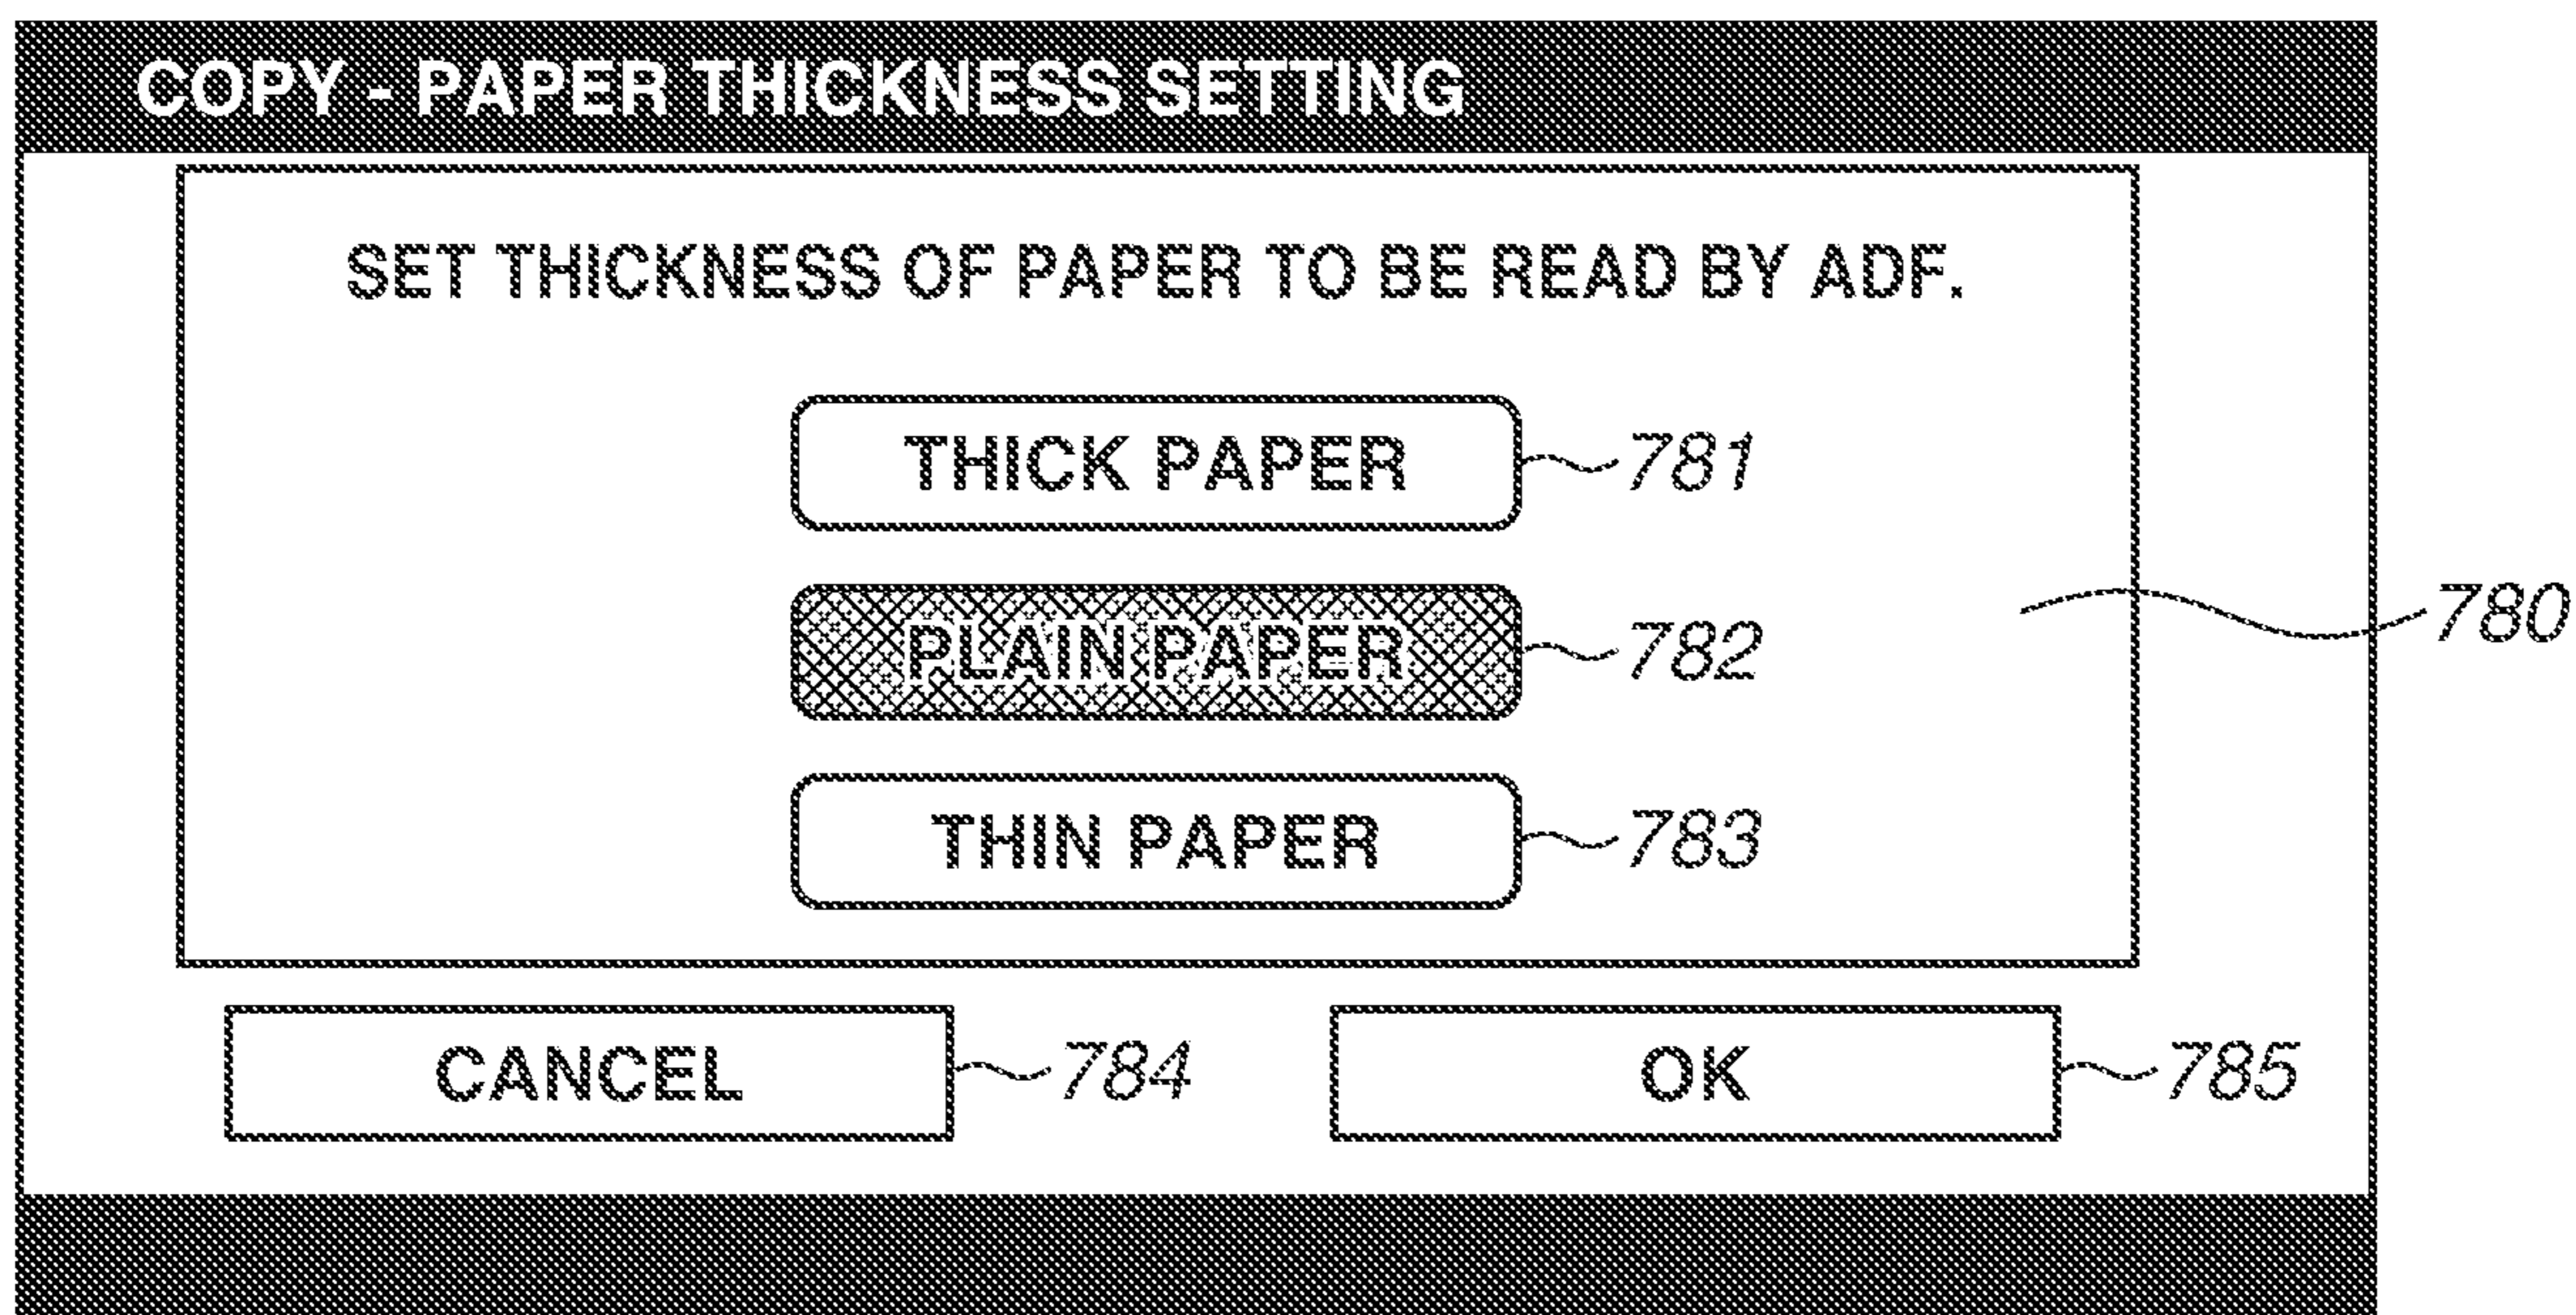 COPY - PAPER THICKNESS SETTING
SET THICKNESS OF PAPER TO BE READ BY ADF.
THICK PAPER 781
780
PLAIN PAPER 782
THIN PAPER 783
CANCEL 784 OK 785